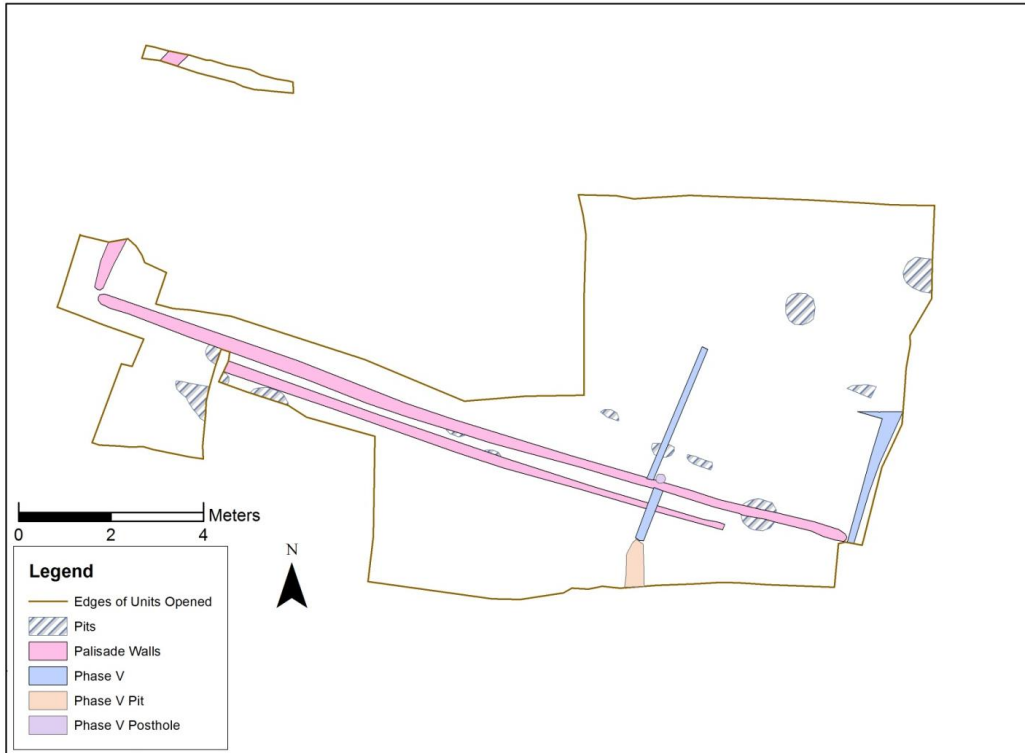 Meters
0 2 4
N
Legend
Edges of Units Opened
Pits
Palisade Walls
Phase V
Phase V Pit
Phase V Posthole